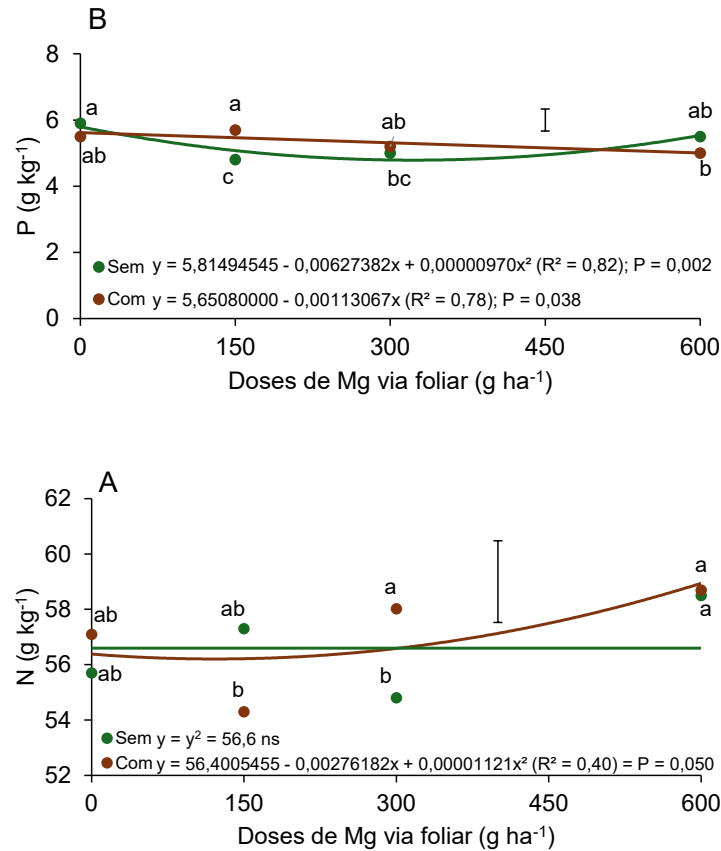 B
8
6
4
2
0
P (g kg⁻¹)
a
ab
a
c
ab
bc
ab
b
Sem y = 5,81494545 - 0,00627382x + 0,00000970x² (R² = 0,82); P = 0,002
Com y = 5,65080000 - 0,00113067x (R² = 0,78); P = 0,038
0 150 300 450 600
Doses de Mg via foliar (g ha⁻¹)
A
62
60
58
56
54
52
N (g kg⁻¹)
ab
ab
ab
b
a
b
a
a
Sem y = y² = 56,6 ns
Com y = 56,4005455 - 0,00276182x + 0,00001121x² (R² = 0,40) = P = 0,050
0 150 300 450 600
Doses de Mg via foliar (g ha⁻¹)